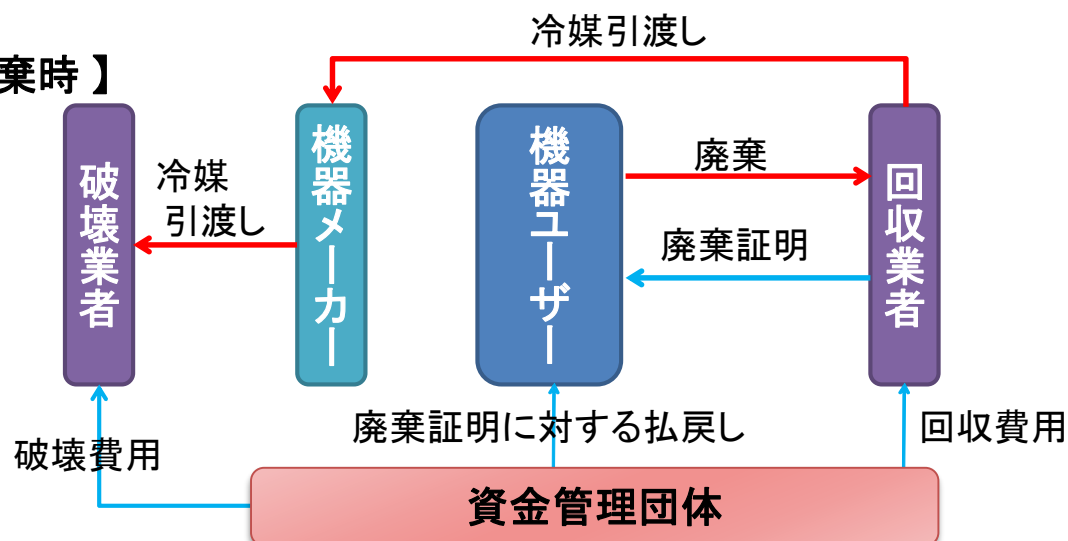 冷媒引渡し
棄時 】
破壊業者
冷媒
引渡し
機器メーカー
機器ユーザー
廃棄
廃棄証明
回収業者
破壊費用
廃棄証明に対する払戻し
回収費用
資金管理団体